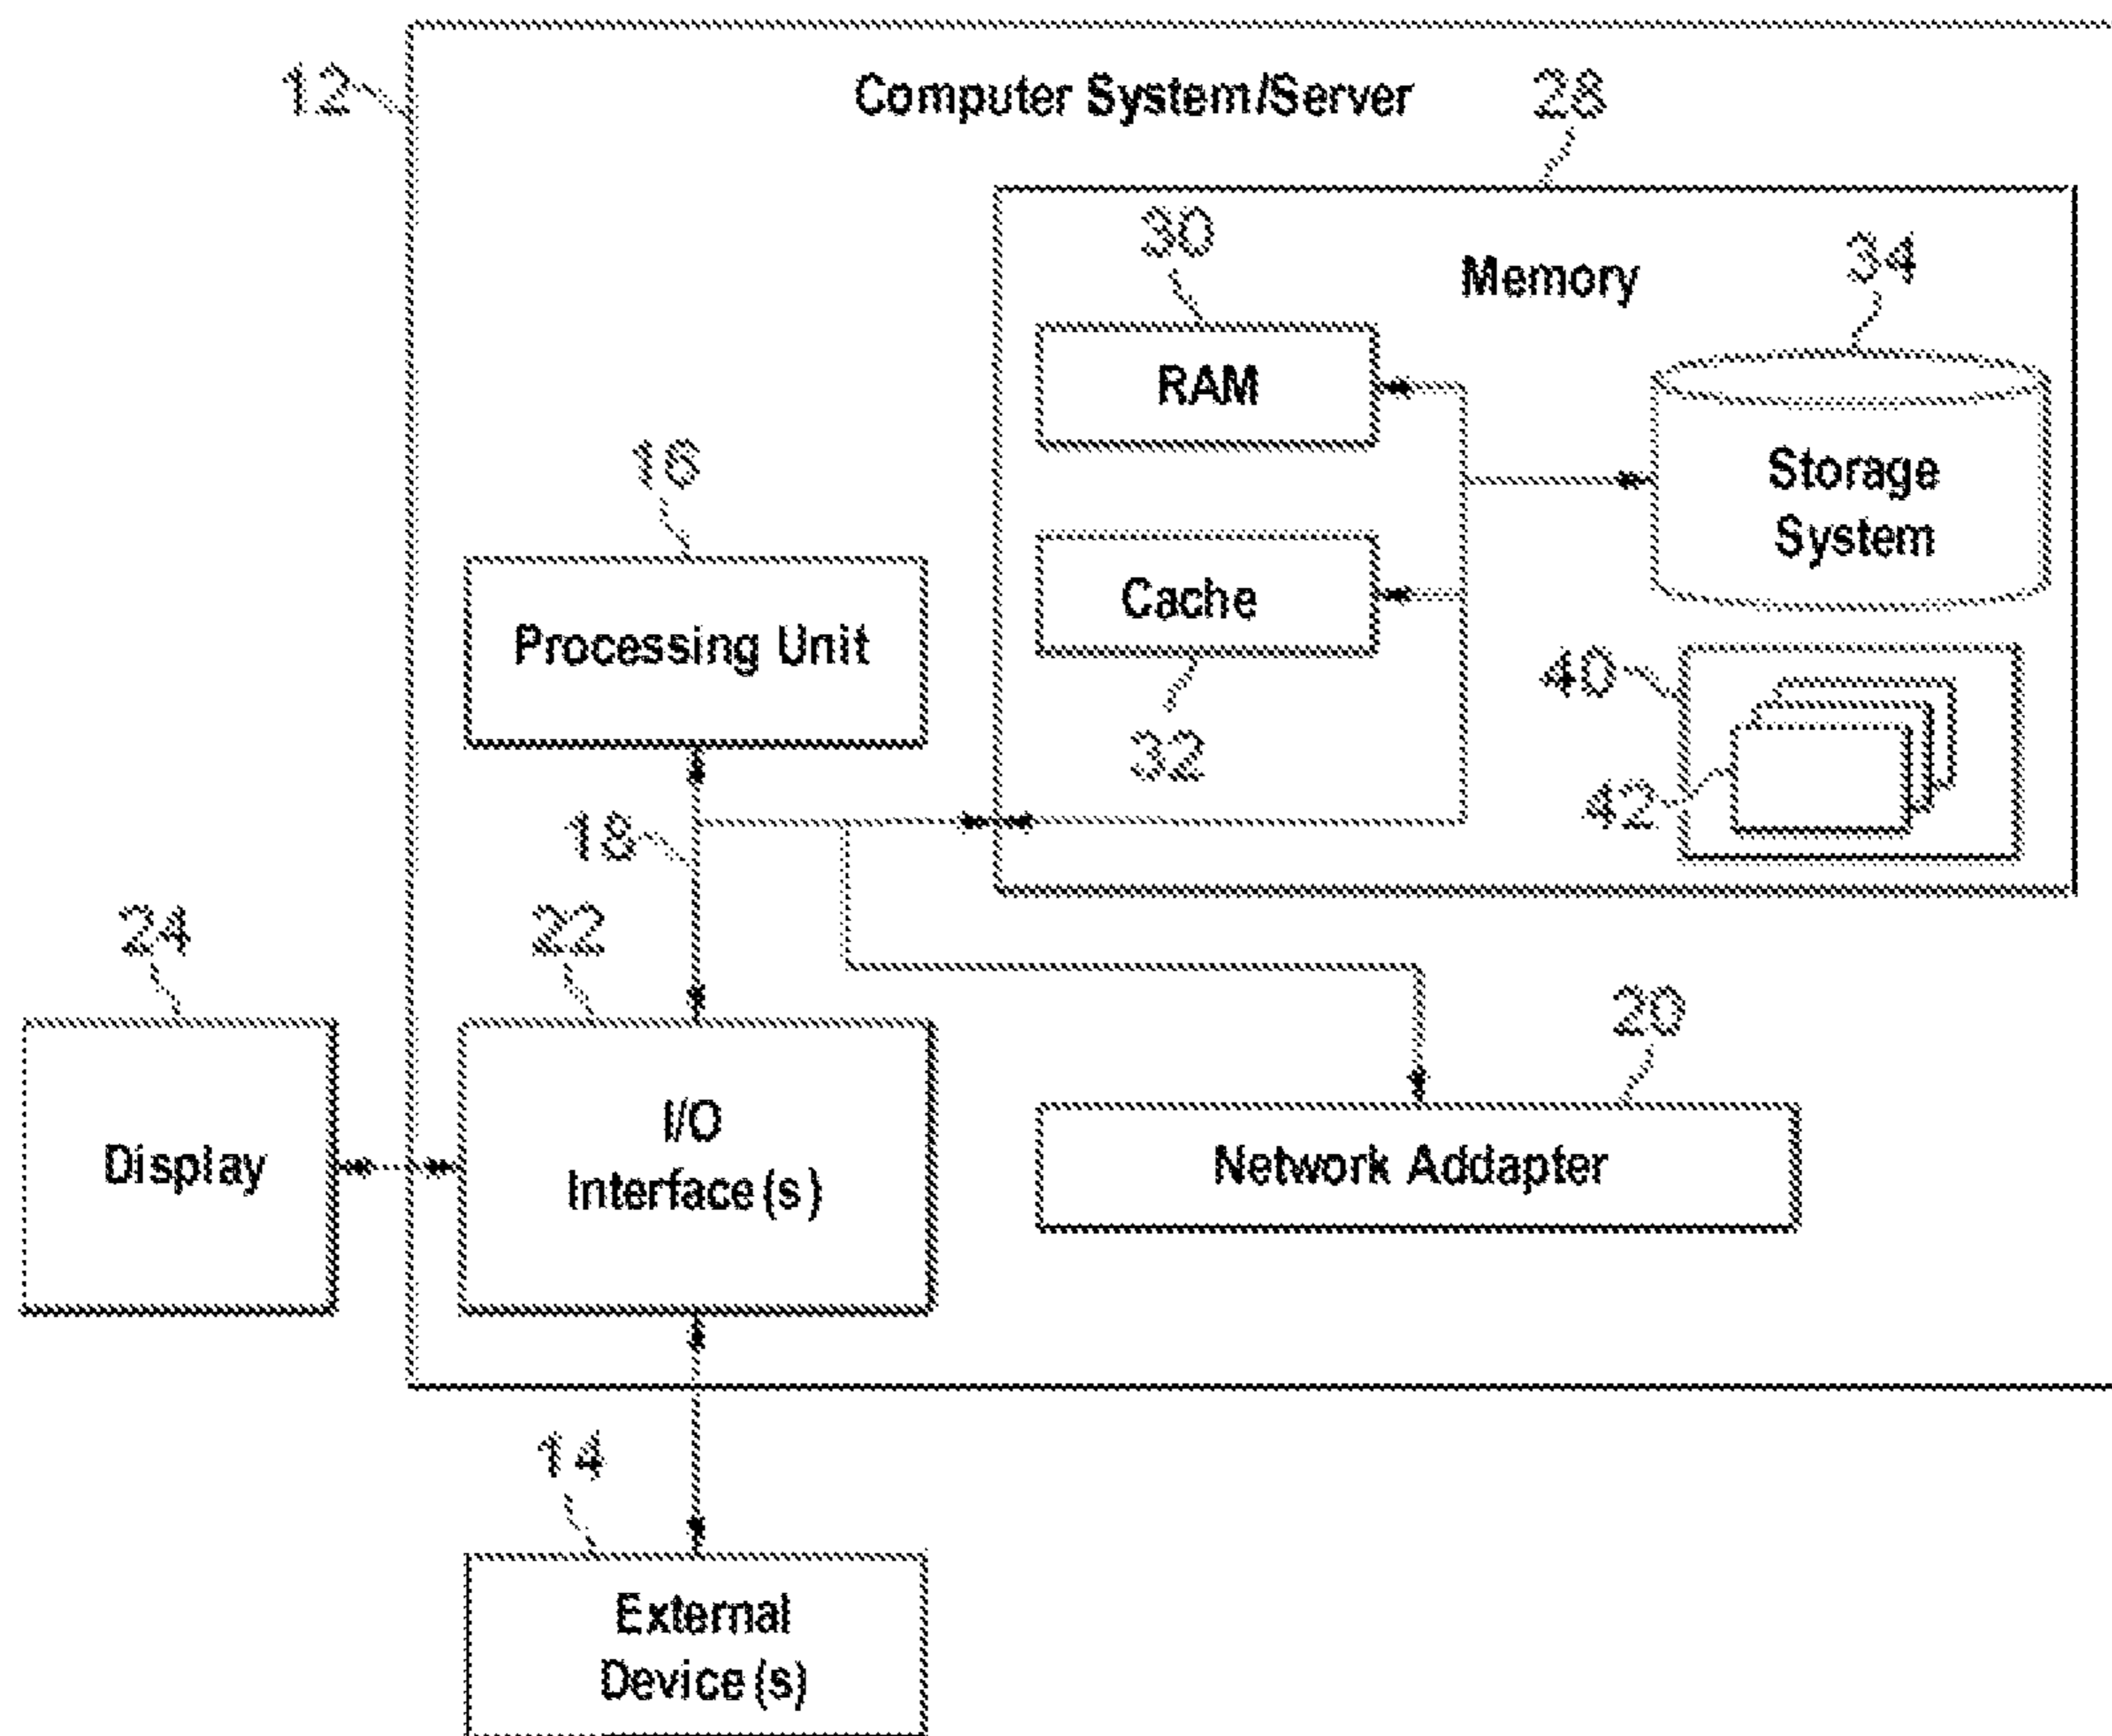 12
Computer System/Server
28
30
Memory
34
RAM
16
Storage
System
Cache
Processing Unit
40
32
42
18
24
22
20
I/O
Interface(s)
Display
Network Addapter
14
External
Device(s)